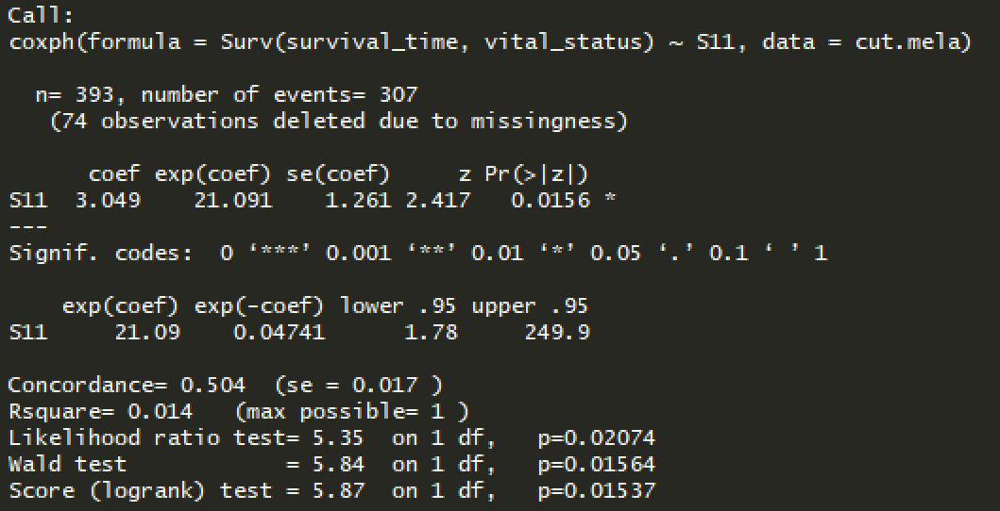 Call:
coxph(formula = Surv(survival_time, vital_status) ~ S11, data = cut.mela)
n= 393, number of events= 307
(74 observations deleted due to missingness)
coef exp(coef) se(coef) z Pr(>|z|)
S11 3.049 21.091 1.261 2.417 0.0156 *
---
Signif. codes: 0 ‘***’ 0.001 ‘**’ 0.01 ‘*’ 0.05 ‘.’ 0.1 ‘ ’ 1
exp(coef) exp(-coef) lower .95 upper .95
S11 21.09 0.04741 1.78 249.9
Concordance= 0.504 (se = 0.017 )
Rsquare= 0.014 (max possible= 1 )
Likelihood ratio test= 5.35 on 1 df, p=0.02074
Wald test = 5.84 on 1 df, p=0.01564
Score (logrank) test = 5.87 on 1 df, p=0.01537